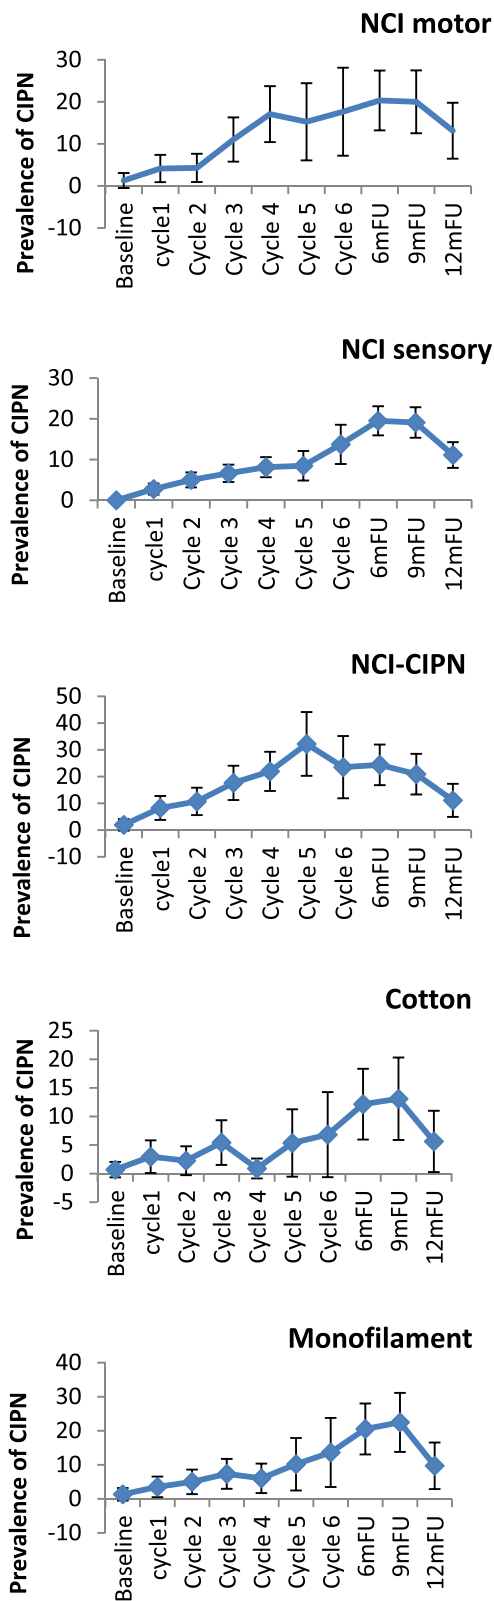 NCI motor
Prevalence of CIPN
30
20
10
0
-10
Baseline
cycle1
Cycle 2
Cycle 3
Cycle 4
Cycle 5
Cycle 6
6mFU
9mFU
12mFU
NCI sensory
Prevalence of CIPN
30
20
10
0
Baseline
cycle1
Cycle 2
Cycle 3
Cycle 4
Cycle 5
Cycle 6
6mFU
9mFU
12mFU
NCI-CIPN
Prevalence of CIPN
50
40
30
20
10
0
-10
Baseline
cycle1
Cycle 2
Cycle 3
Cycle 4
Cycle 5
Cycle 6
6mFU
9mFU
12mFU
Cotton
Prevalence of CIPN
25
20
15
10
5
0
-5
Baseline
cycle1
Cycle 2
Cycle 3
Cycle 4
Cycle 5
Cycle 6
6mFU
9mFU
12mFU
Monofilament
Prevalence of CIPN
40
30
20
10
0
-10
Baseline
cycle1
Cycle 2
Cycle 3
Cycle 4
Cycle 5
Cycle 6
6mFU
9mFU
12mFU